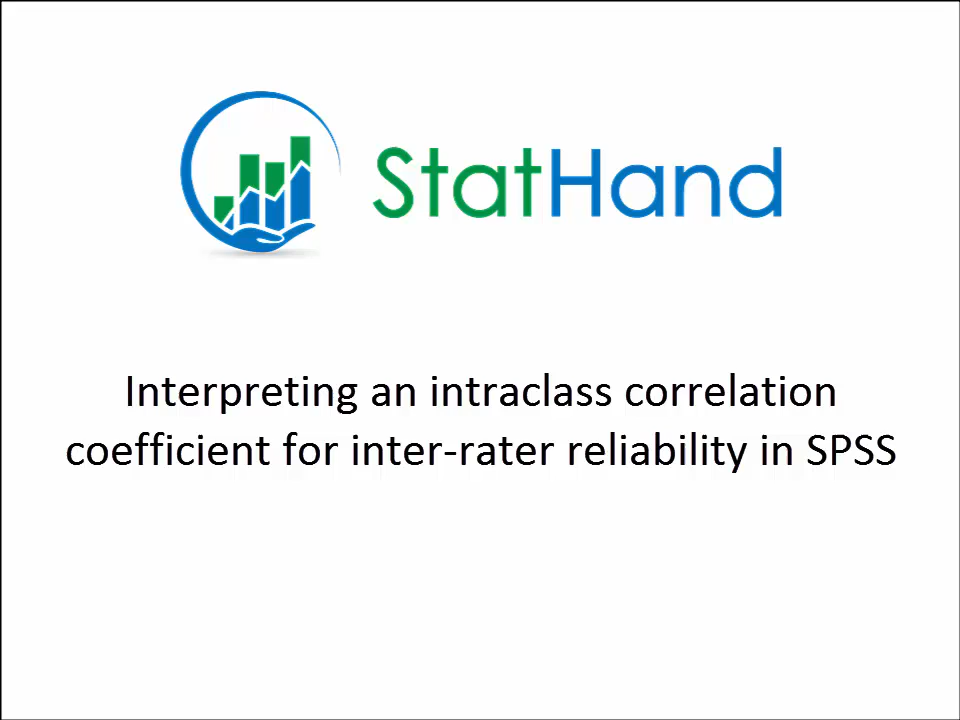 StatHand
Interpreting an intraclass correlation
coefficient for inter-rater reliability in SPSS